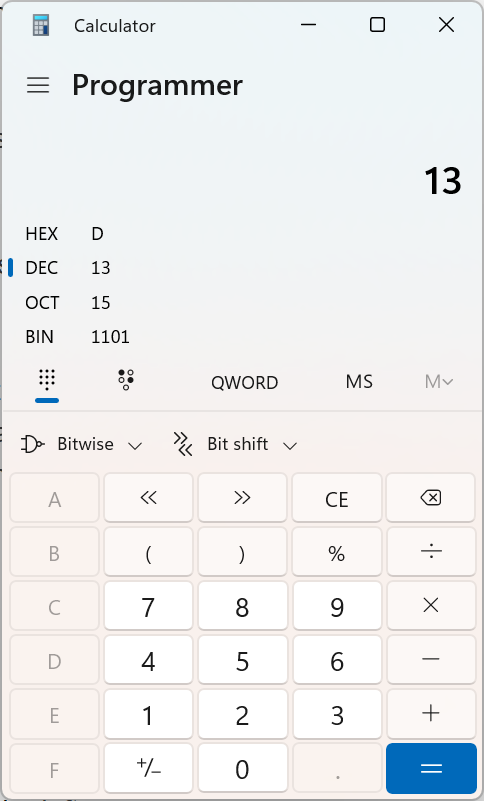 Calculator
Programmer
13
HEX D
DEC 13
OCT 15
BIN 1101
QWORD MS M
Bitwise Bit shift
A << >> CE
B ( ) % ÷
C 7 8 9 ×
D 4 5 6 −
E 1 2 3 +
F +/− 0 . =